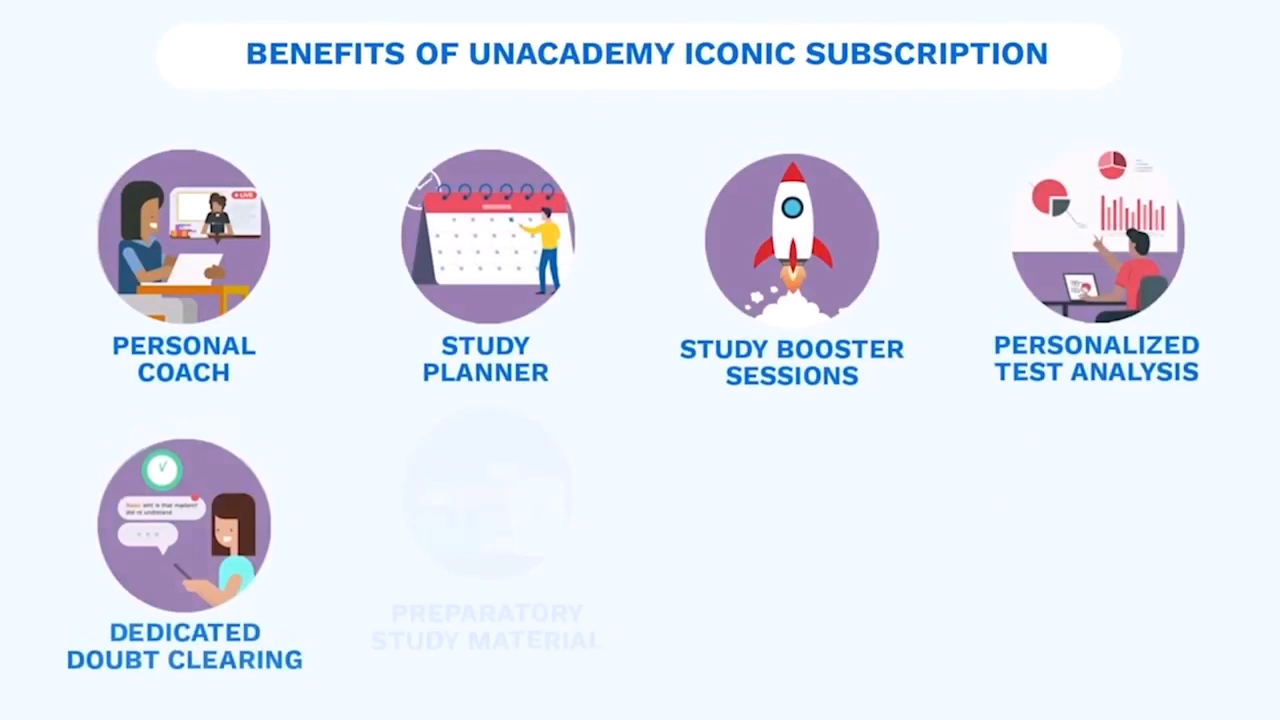 BENEFITS OF UNACADEMY ICONIC SUBSCRIPTION
LIVE
PERSONAL
COACH
STUDY
PLANNER
STUDY BOOSTER
SESSIONS
PERSONALIZED
TEST ANALYSIS
DEDICATED
DOUBT CLEARING
PREPARATORY
STUDY MATERIAL